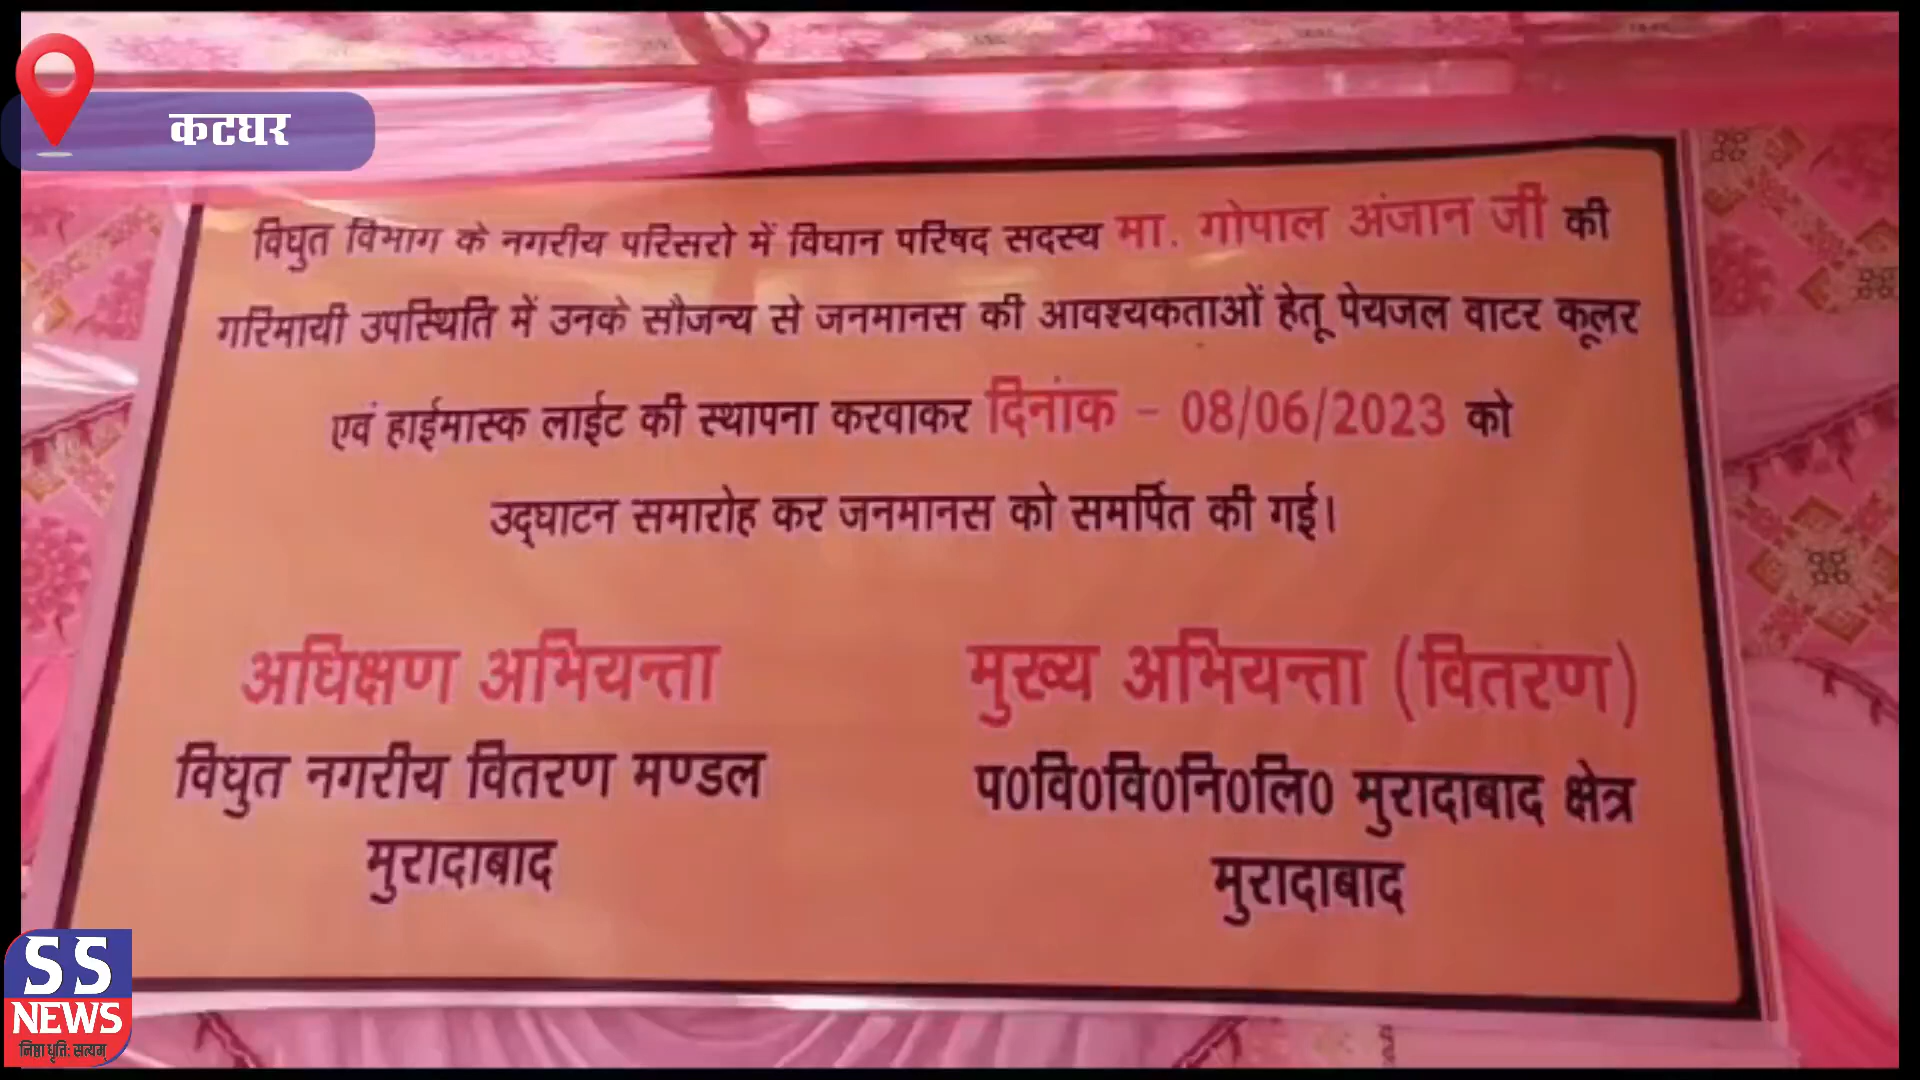 कटघर
विघुत विभाग के नगरीय परिसरो में विघान परिषद सदस्य मा. गोपाल अंजान जी की
गरिमायी उपस्थिति में उनके सौजन्य से जनमानस की आवश्यकताओं हेतू पेयजल वाटर कूलर
एवं हाईमास्क लाईट की स्थापना करवाकर दिनांक - 08/06/2023 को
उद्घाटन समारोह कर जनमानस को समर्पित की गई।
अधिक्षण अभियन्ता
विघुत नगरीय वितरण मण्डल
मुरादाबाद
मुख्य अभियन्ता (वितरण)
प0वि0वि0नि0लि0 मुरादाबाद क्षेत्र
मुरादाबाद
SS
NEWS
निष्ठा धृति: सत्यम्